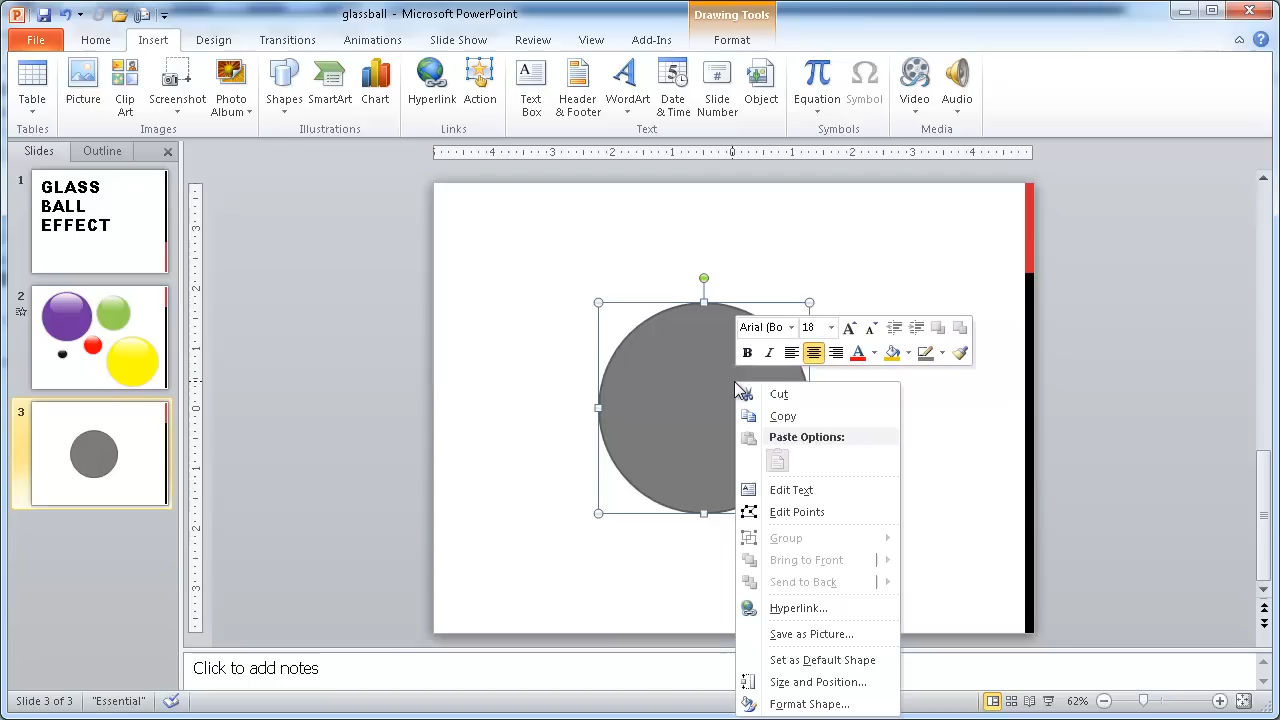 glassball - Microsoft PowerPoint
Drawing Tools
File Home Insert Design Transitions Animations Slide Show Review View Add-Ins Format
Table Picture Clip Art Screenshot Photo Album Shapes SmartArt Chart Hyperlink Action Text Box Header & Footer WordArt Date & Time Slide Number Object Equation Symbol Video Audio
Tables Images Illustrations Links Text Symbols Media
Slides Outline
1
GLASS
BALL
EFFECT
2
3
Arial (Bo 18
Cut
Copy
Paste Options:
Edit Text
Edit Points
Group
Bring to Front
Send to Back
Hyperlink...
Save as Picture...
Set as Default Shape
Size and Position...
Format Shape...
Click to add notes
Slide 3 of 3 "Essential" 62%